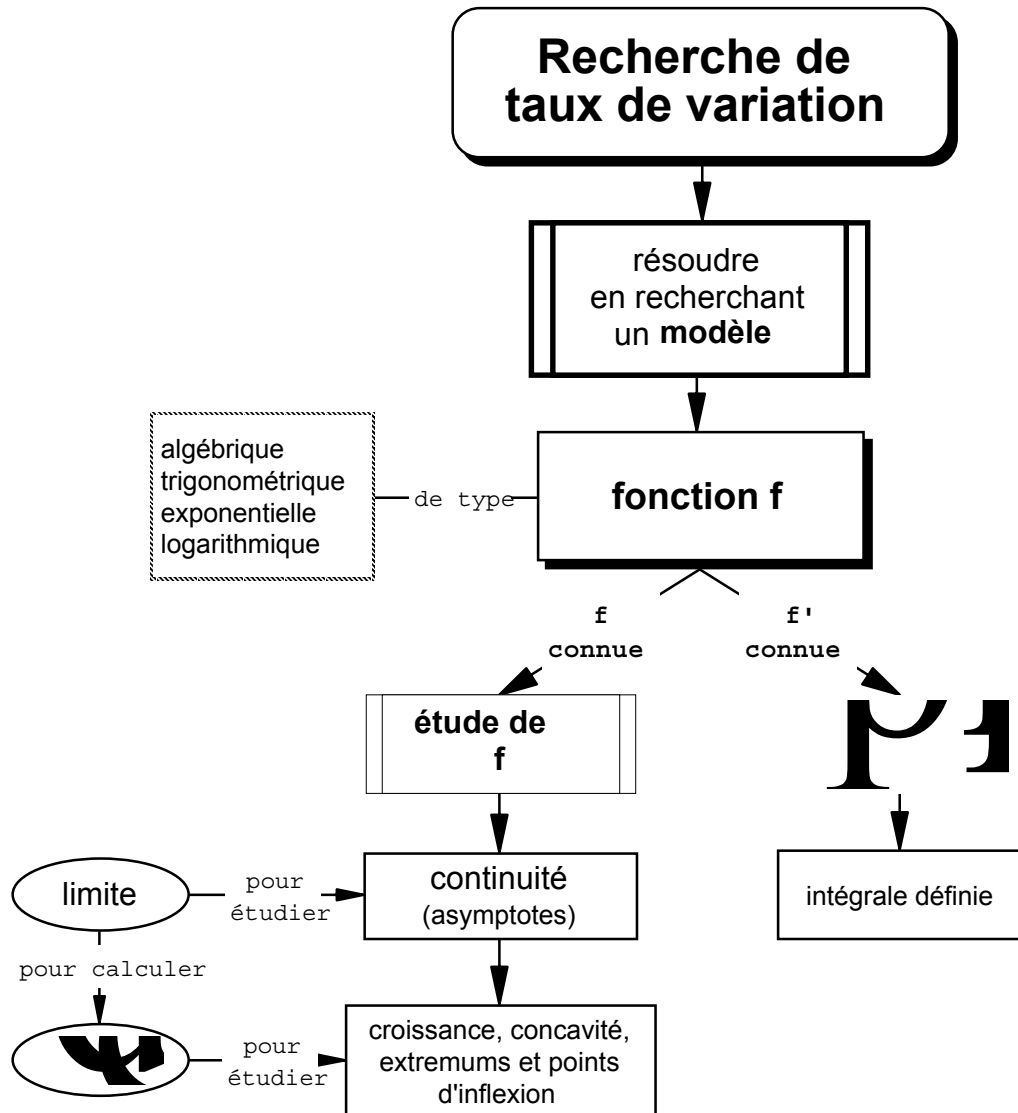 Recherche de
taux de variation
résoudre
en recherchant
un modèle
algébrique
trigonométrique
exponentielle
logarithmique
de type
fonction f
f
connue
f'
connue
étude de
f
limite
pour
étudier
continuité
(asymptotes)
intégrale définie
pour calculer
pour
étudier
croissance, concavité,
extremums et points
d'inflexion